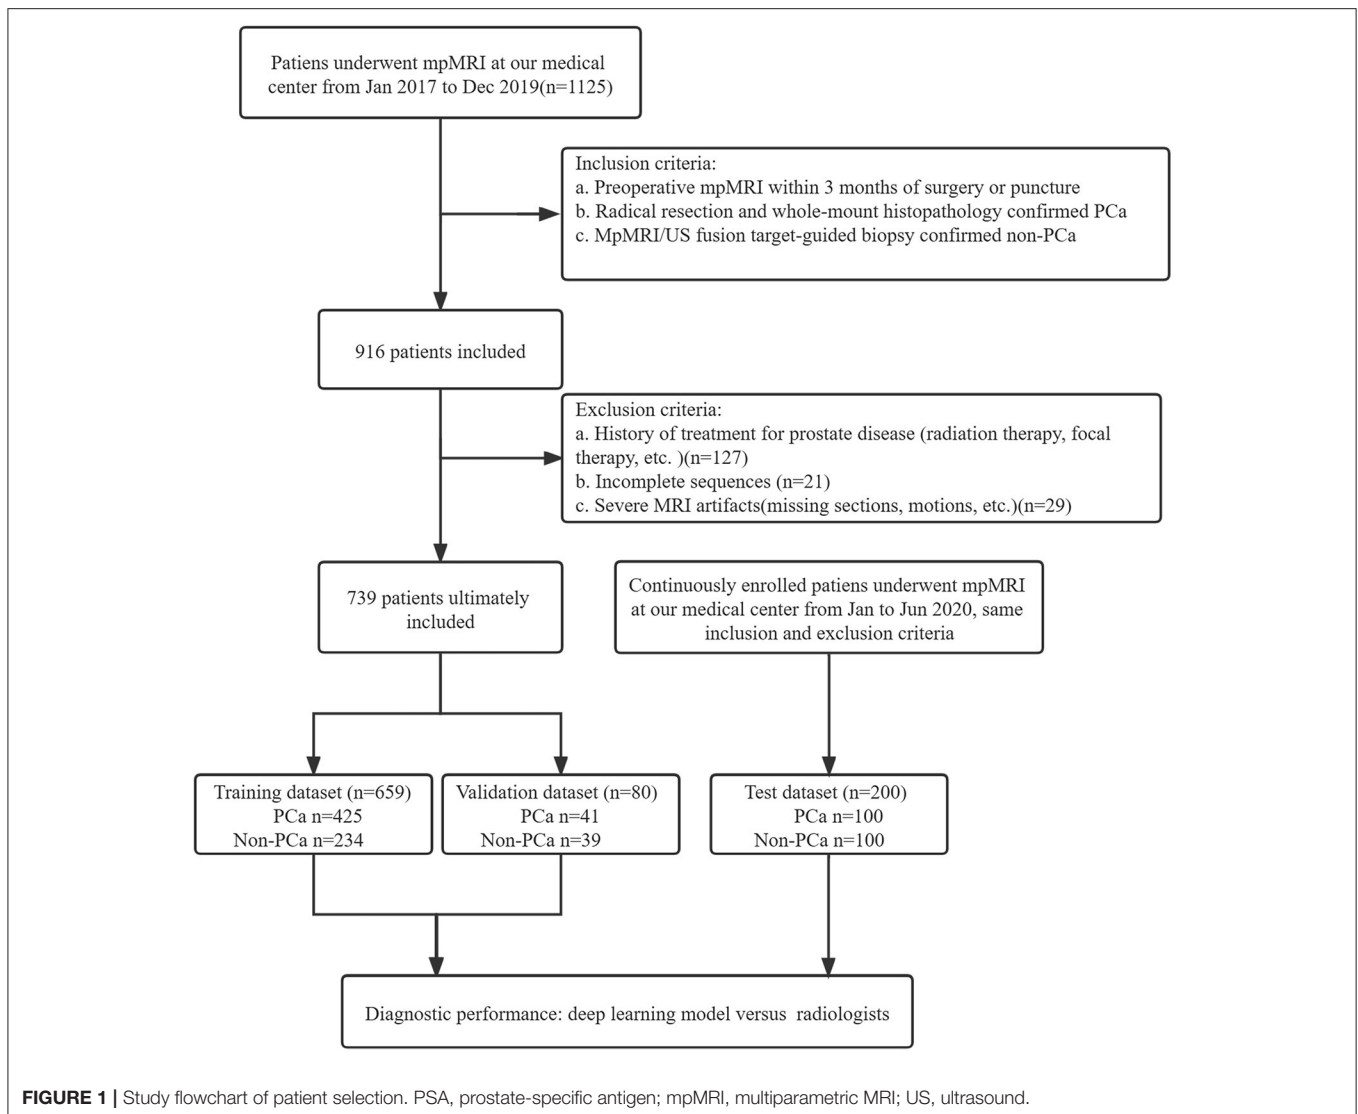 Patiens underwent mpMRI at our medical
center from Jan 2017 to Dec 2019(n=1125)
Inclusion criteria:
a. Preoperative mpMRI within 3 months of surgery or puncture
b. Radical resection and whole-mount histopathology confirmed PCa
c. MpMRI/US fusion target-guided biopsy confirmed non-PCa
916 patients included
Exclusion criteria:
a. History of treatment for prostate disease (radiation therapy, focal
therapy, etc. )(n=127)
b. Incomplete sequences (n=21)
c. Severe MRI artifacts(missing sections, motions, etc.)(n=29)
739 patients ultimately
included
Continuously enrolled patiens underwent mpMRI
at our medical center from Jan to Jun 2020, same
inclusion and exclusion criteria
Training dataset (n=659)
PCa n=425
Non-PCa n=234
Validation dataset (n=80)
PCa n=41
Non-PCa n=39
Test dataset (n=200)
PCa n=100
Non-PCa n=100
Diagnostic performance: deep learning model versus radiologists
FIGURE 1 | Study flowchart of patient selection. PSA, prostate-specific antigen; mpMRI, multiparametric MRI; US, ultrasound.